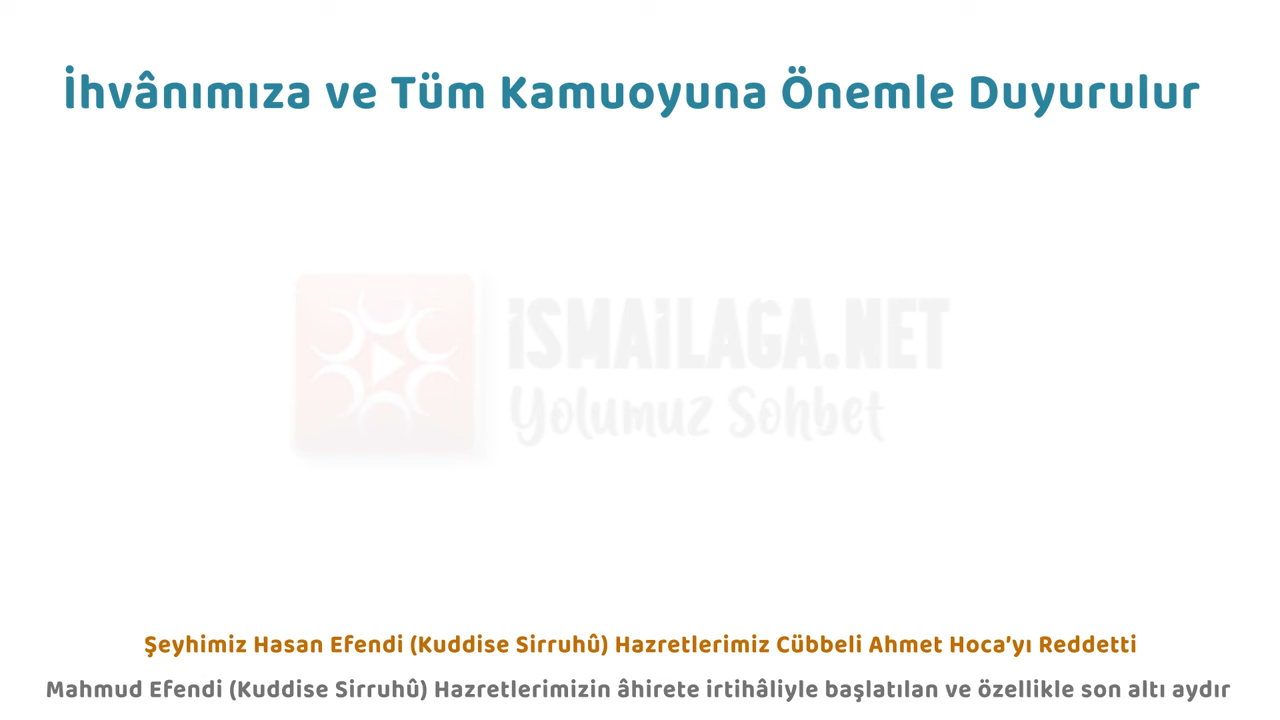 İhvânımıza ve Tüm Kamuoyuna Önemle Duyurulur
İSMAİLAĞA.NET
Yolumuz Sohbet
Şeyhimiz Hasan Efendi (Kuddise Sirruhû) Hazretlerimiz Cübbeli Ahmet Hoca’yı Reddetti
Mahmud Efendi (Kuddise Sirruhû) Hazretlerimizin âhirete irtihâliyle başlatılan ve özellikle son altı aydır